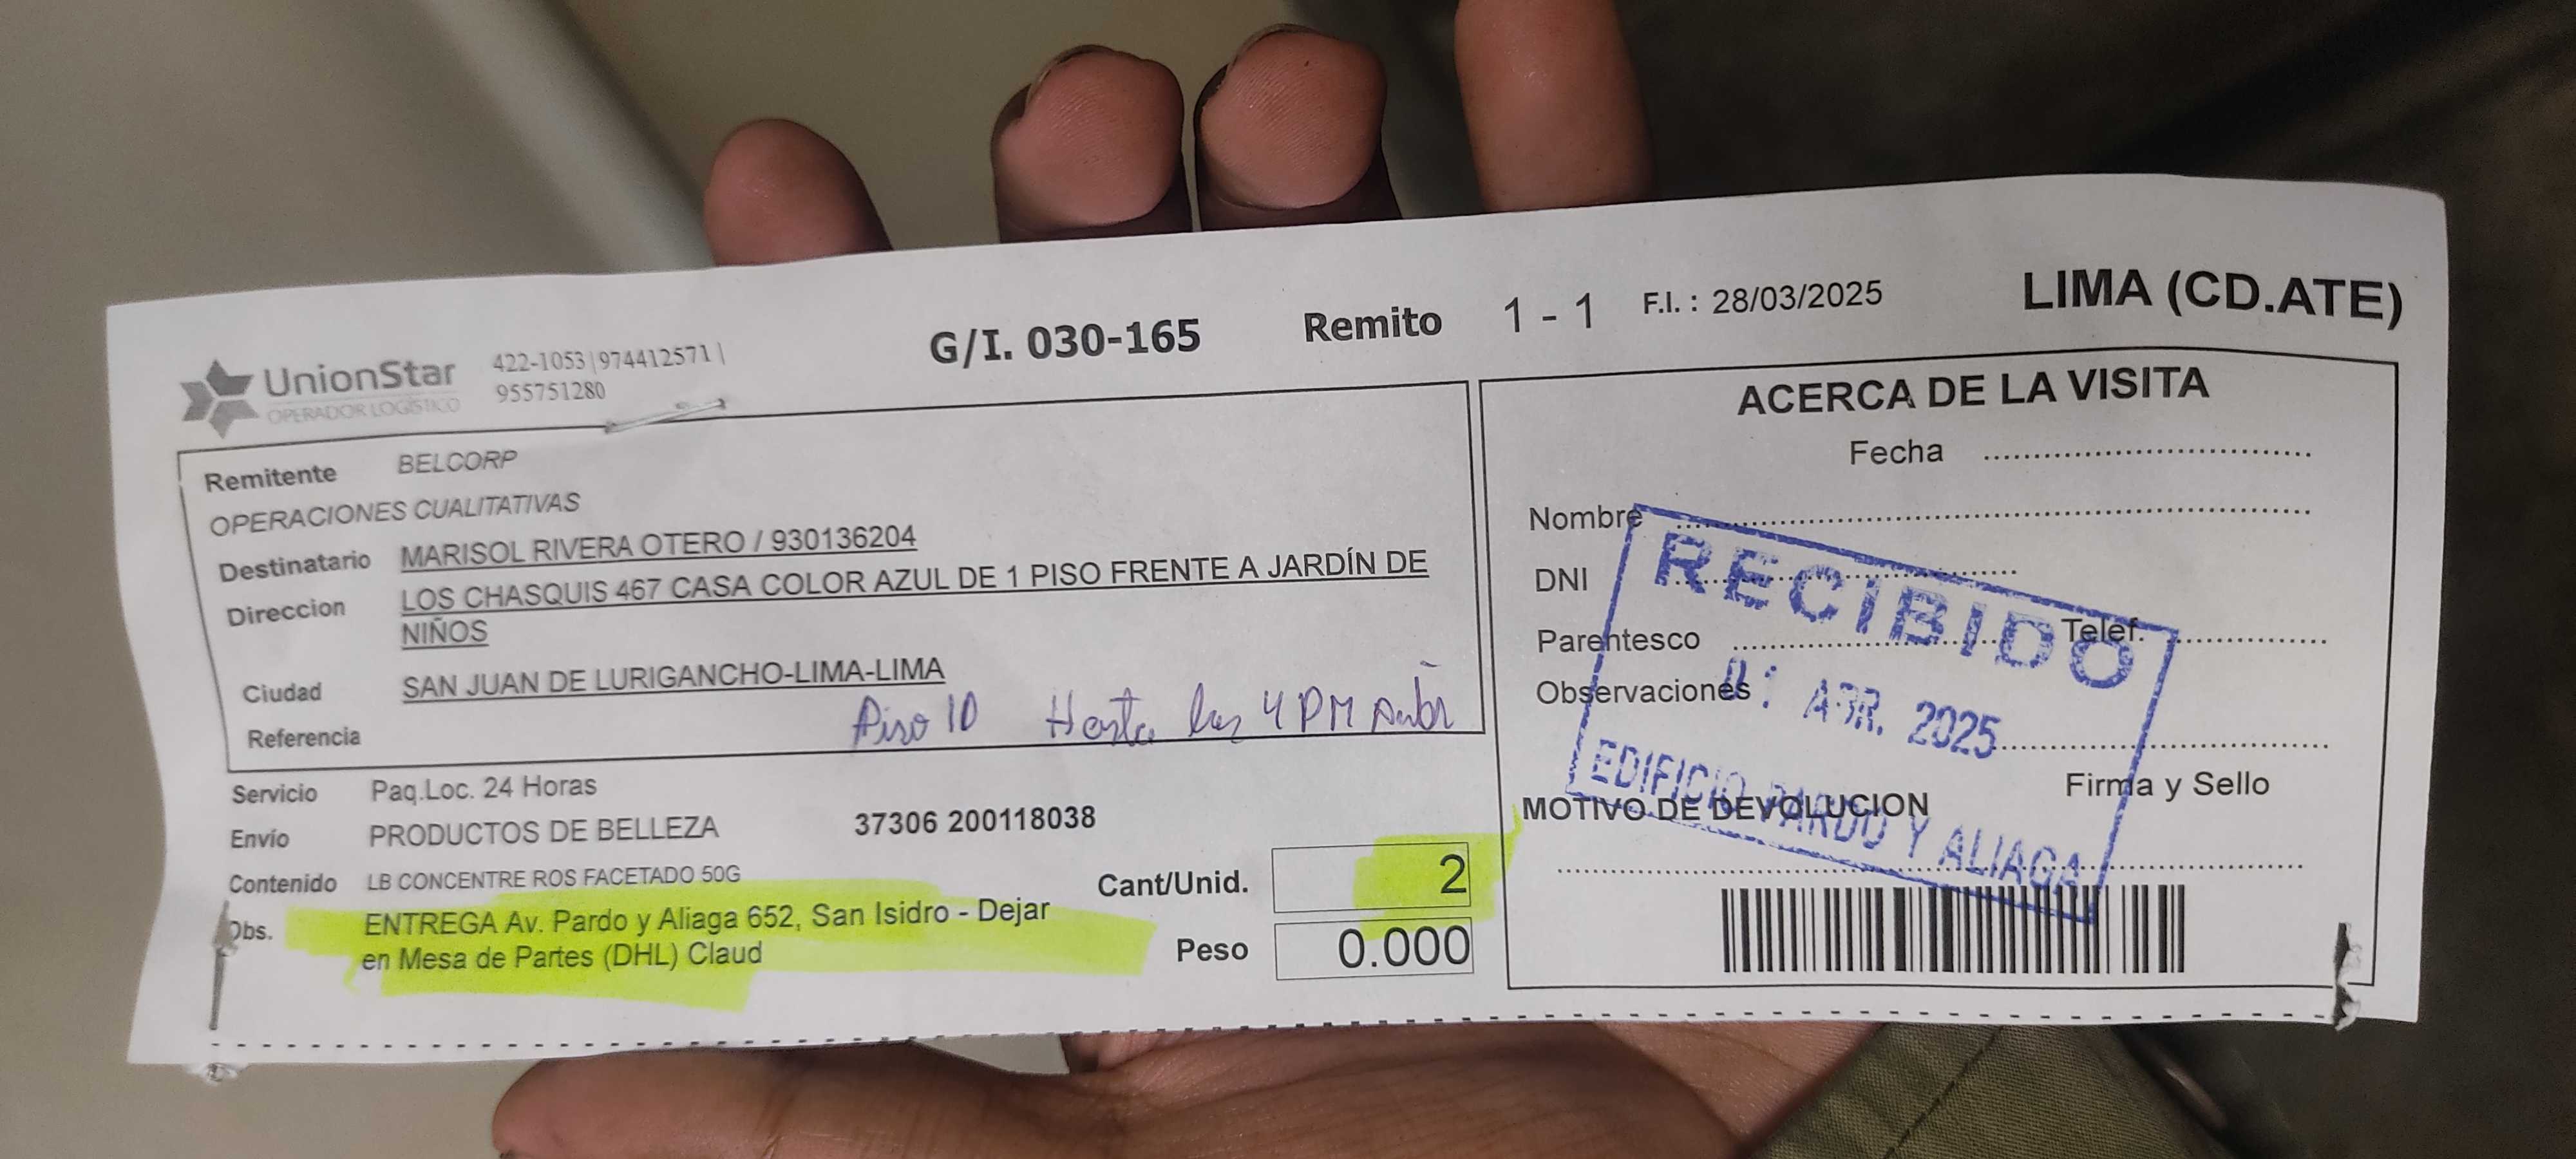 UnionStar
OPERADOR LOGÍSTICO
422-1053|974412571|
955751280
G/I. 030-165
Remito 1 - 1
F.I. : 28/03/2025
LIMA (CD.ATE)
Remitente BELCORP
OPERACIONES CUALITATIVAS
Destinatario MARISOL RIVERA OTERO / 930136204
Direccion LOS CHASQUIS 467 CASA COLOR AZUL DE 1 PISO FRENTE A JARDÍN DE
NIÑOS
Ciudad SAN JUAN DE LURIGANCHO-LIMA-LIMA
Referencia
Piso 10 Hasta las 4 PM
Servicio Paq.Loc. 24 Horas
Envío PRODUCTOS DE BELLEZA 37306 200118038
Contenido LB CONCENTRE ROS FACETADO 50G
Cant/Unid. 2
Obs. ENTREGA Av. Pardo y Aliaga 652, San Isidro - Dejar
en Mesa de Partes (DHL) Claud
Peso 0.000
ACERCA DE LA VISITA
Fecha
Nombre
DNI
Parentesco Telef.
Observaciones
Firma y Sello
MOTIVO DE DEVOLUCION
RECIBIDO
ABR. 2025
EDIFICIO PARDO Y ALIAGA